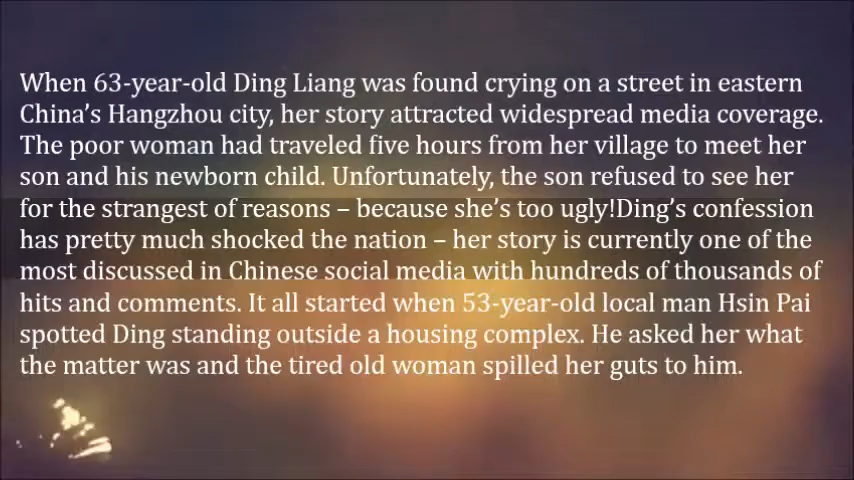 When 63-year-old Ding Liang was found crying on a street in eastern
China’s Hangzhou city, her story attracted widespread media coverage.
The poor woman had traveled five hours from her village to meet her
son and his newborn child. Unfortunately, the son refused to see her
for the strangest of reasons – because she’s too ugly!Ding’s confession
has pretty much shocked the nation – her story is currently one of the
most discussed in Chinese social media with hundreds of thousands of
hits and comments. It all started when 53-year-old local man Hsin Pai
spotted Ding standing outside a housing complex. He asked her what
the matter was and the tired old woman spilled her guts to him.